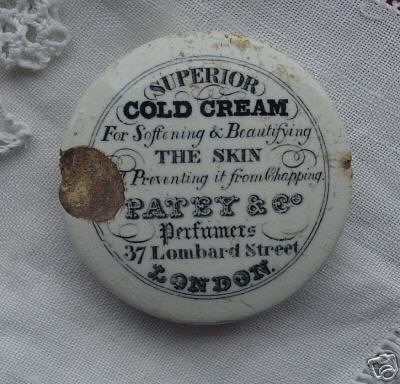 SUPERIOR
COLD CREAM
For Softening & Beautifying
THE SKIN
Preventing it from Chapping.
PATEY & Co
Perfumers
37 Lombard Street
LONDON.